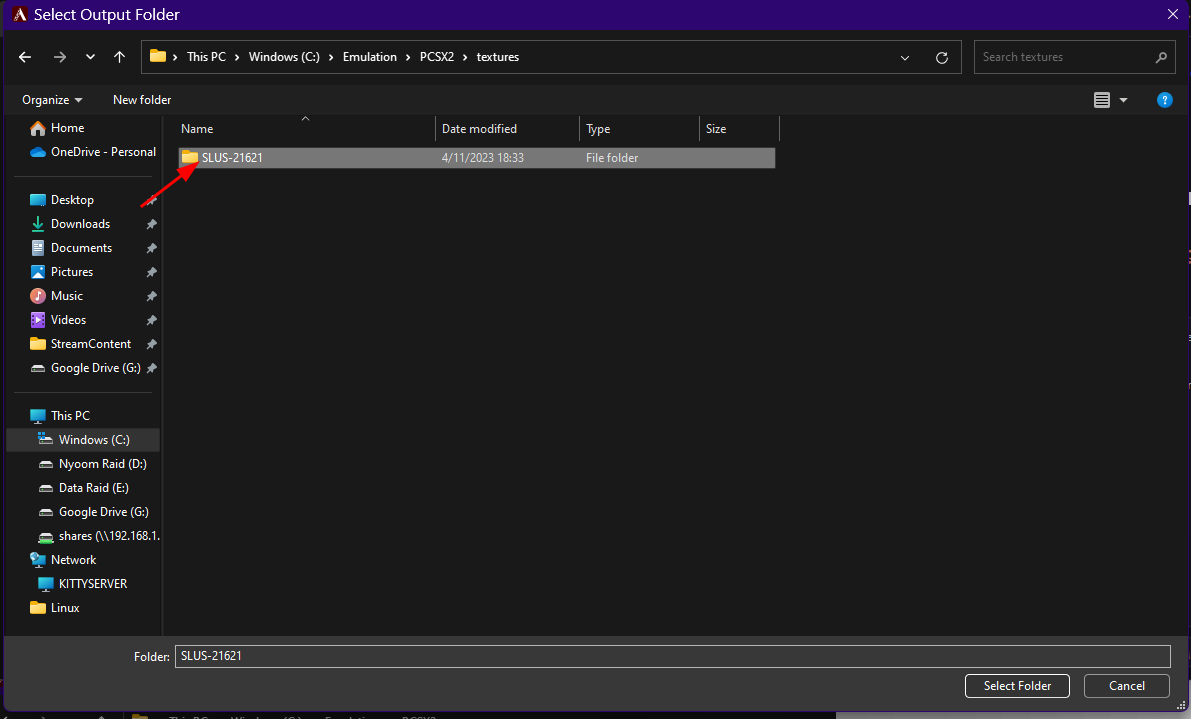 Select Output Folder
This PC Windows (C:) Emulation PCSX2 textures
Search textures
Organize New folder
Name Date modified Type Size
SLUS-21621 4/11/2023 18:33 File folder
Home
OneDrive - Personal
Desktop
Downloads
Documents
Pictures
Music
Videos
StreamContent
Google Drive (G:)
This PC
Windows (C:)
Nyoom Raid (D:)
Data Raid (E:)
Google Drive (G:)
shares (\\192.168.1.
Network
KITTYSERVER
Linux
Folder: SLUS-21621
Select Folder Cancel